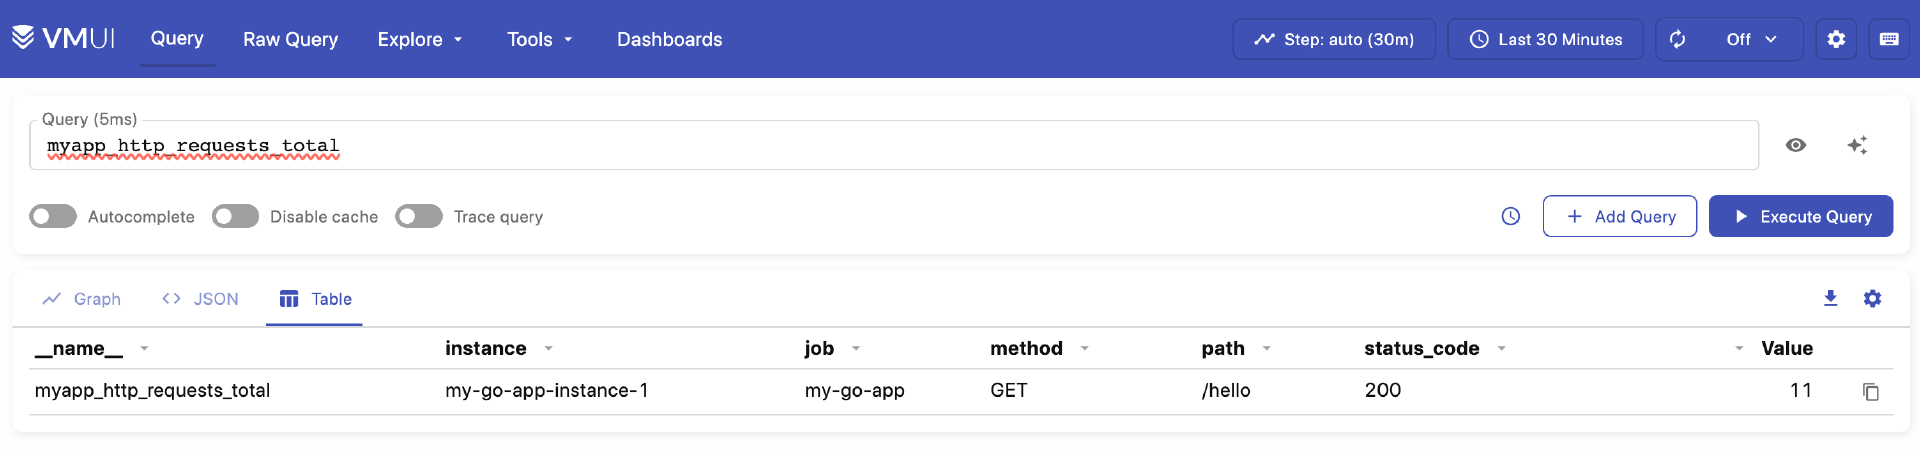 VMUI Query Raw Query Explore Tools Dashboards Step: auto (30m) Last 30 Minutes Off
Query (5ms)
myapp_http_requests_total
Autocomplete Disable cache Trace query Add Query Execute Query
Graph JSON Table
__name__ instance job method path status_code Value
myapp_http_requests_total my-go-app-instance-1 my-go-app GET /hello 200 11